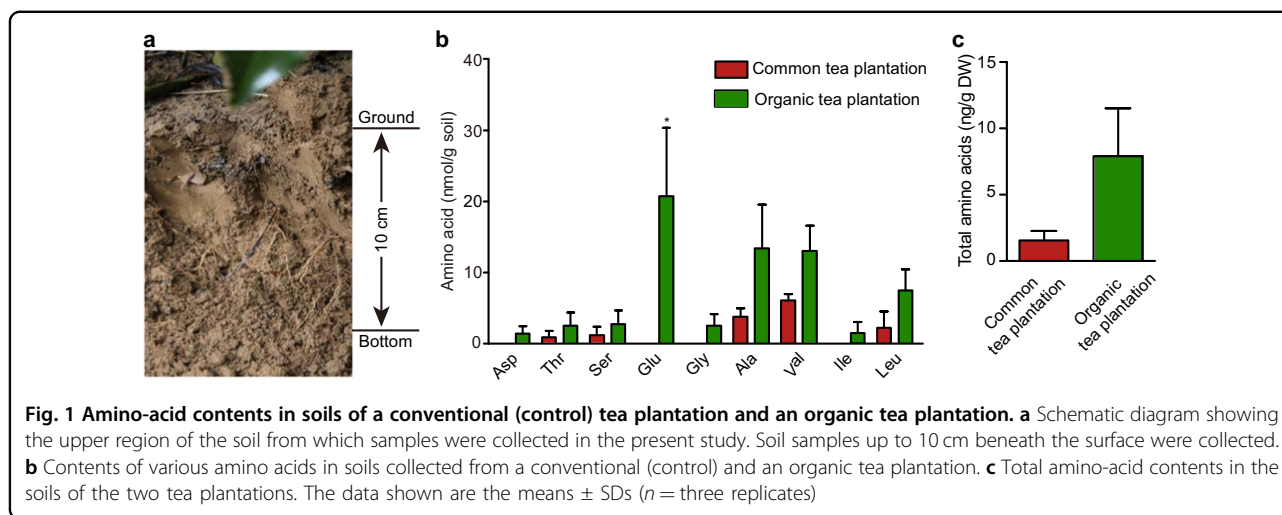 a
Ground
10 cm
Bottom
b
Amino acid (nmol/g soil)
40
30
20
10
0
Common tea plantation
Organic tea plantation
*
Asp
Thr
Ser
Glu
Gly
Ala
Val
Ile
Leu
c
Total amino acids (ng/g DW)
15
10
5
0
Common
tea plantation
Organic
tea plantation
Fig. 1 Amino-acid contents in soils of a conventional (control) tea plantation and an organic tea plantation. a Schematic diagram showing
the upper region of the soil from which samples were collected in the present study. Soil samples up to 10 cm beneath the surface were collected.
b Contents of various amino acids in soils collected from a conventional (control) and an organic tea plantation. c Total amino-acid contents in the
soils of the two tea plantations. The data shown are the means ± SDs (n = three replicates)